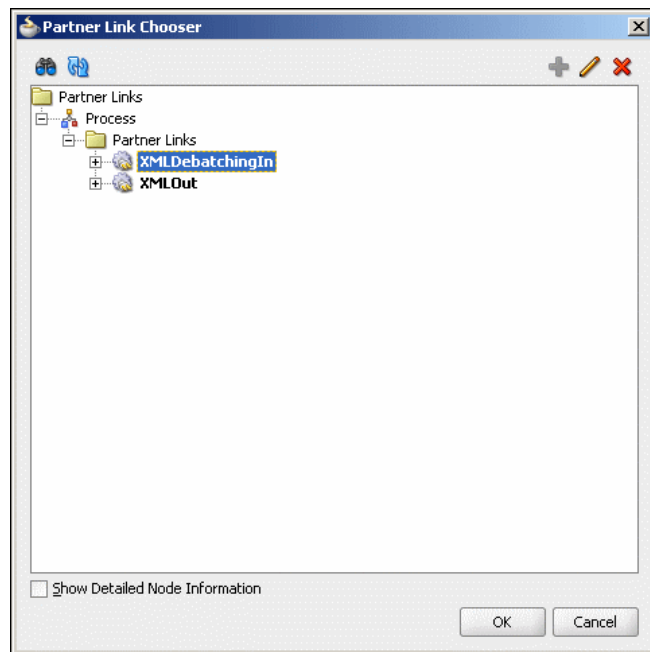 Partner Link Chooser
Partner Links
Process
Partner Links
XMLDebatchingIn
XMLOut
Show Detailed Node Information
OK Cancel